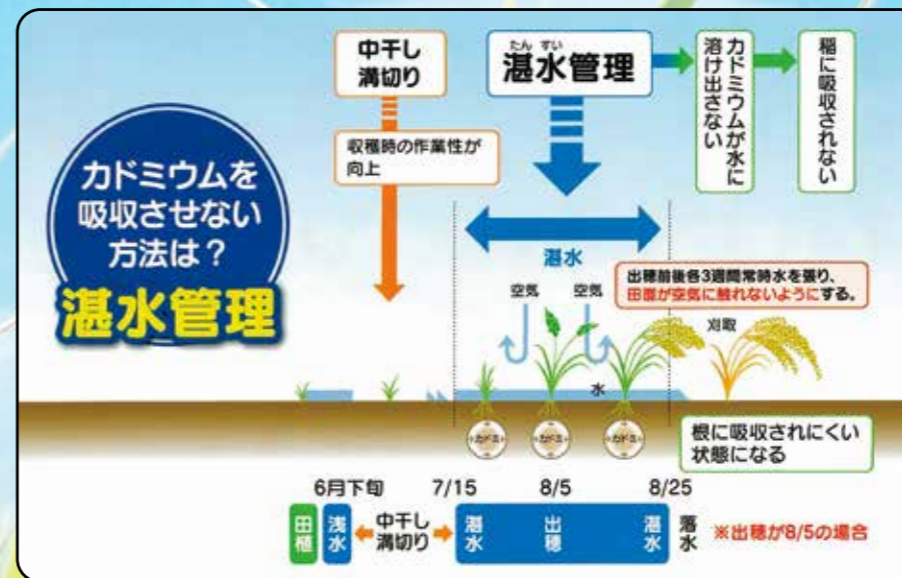 カドミウムを
吸収させない
方法は？
湛水管理
中干し
溝切り
収穫時の作業性が
向上
たん すい
湛水管理
カドミウムが水に
溶け出さない
稲に吸収されない
湛水
出穂前後各3週間常時水を張り、
田面が空気に触れないようにする。
空気
空気
刈取
水
カドミ
カドミ
カドミ
根に吸収されにくい
状態になる
6月下旬
7/15
8/5
8/25
田植
浅水
中干し
溝切り
湛水
出穂
湛水
落水
※出穂が8/5の場合